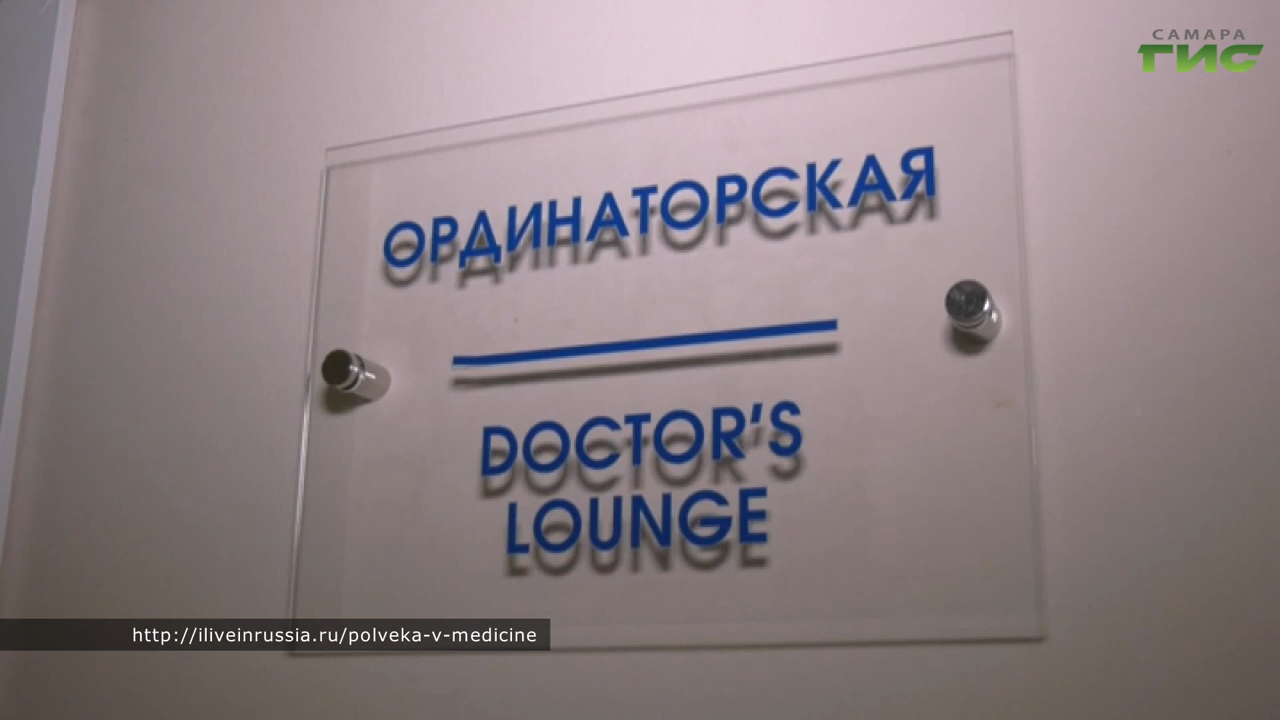 САМАРА
ГИС
ОРДИНАТОРСКАЯ
DOCTOR'S
LOUNGE
http://iliveinrussia.ru/polveka-v-medicine